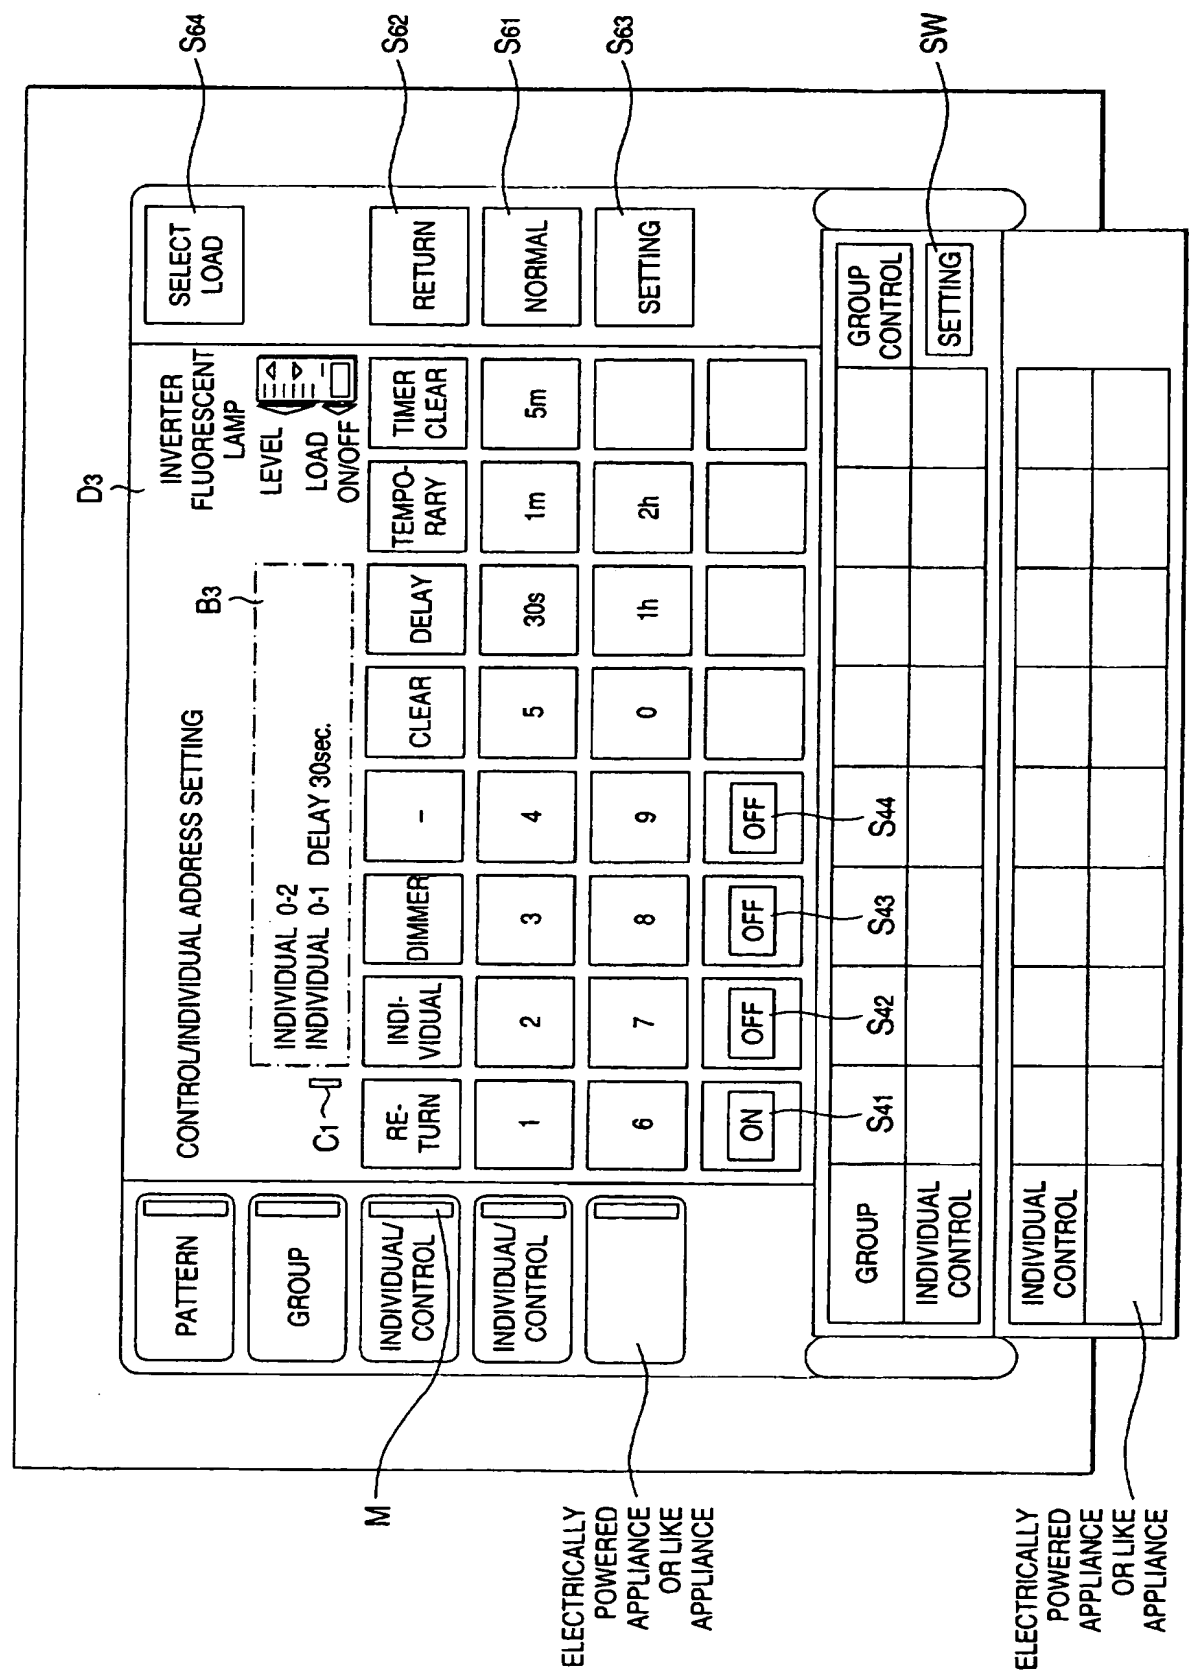 S64
S62
S61
S63
SW
D3
B3
CONTROL/INDIVIDUAL ADDRESS SETTING
INVERTER
FLUORESCENT
LAMP
LEVEL
LOAD
ON/OFF
SELECT
LOAD
INDIVIDUAL 0-2
INDIVIDUAL 0-1 DELAY 30sec.
C1
PATTERN
GROUP
INDIVIDUAL/
CONTROL
INDIVIDUAL/
CONTROL
RE-
TURN
INDI-
VIDUAL
DIMMER
-
CLEAR
DELAY
TEMPO-
RARY
TIMER
CLEAR
RETURN
1
2
3
4
5
30s
1m
5m
NORMAL
6
7
8
9
0
1h
2h
SETTING
ON
OFF
OFF
OFF
S41
S42
S43
S44
GROUP
GROUP
CONTROL
INDIVIDUAL
CONTROL
SETTING
INDIVIDUAL
CONTROL
M
ELECTRICALLY
POWERED
APPLIANCE
OR LIKE
APPLIANCE
ELECTRICALLY
POWERED
APPLIANCE
OR LIKE
APPLIANCE